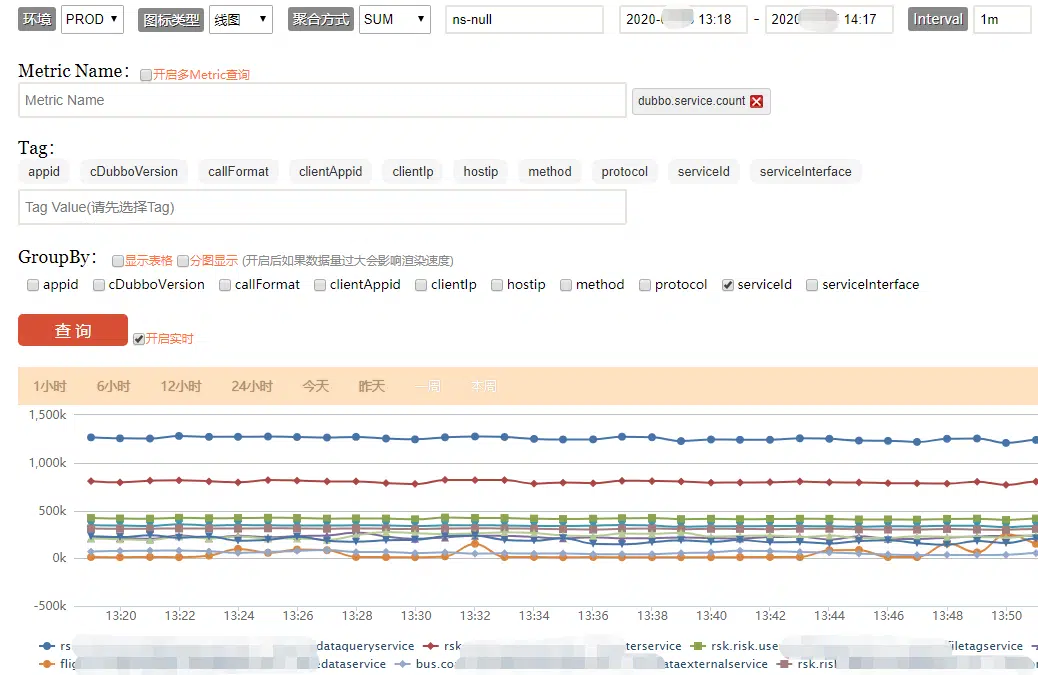 环境 PROD 图标类型 线图 聚合方式 SUM ns-null 2020- 13:18 - 2020 14:17 Interval 1m
Metric Name： 开启多Metric查询
Metric Name dubbo.service.count
Tag：
appid cDubboVersion callFormat clientAppid clientIp hostip method protocol serviceId serviceInterface
Tag Value(请先选择Tag)
GroupBy： 显示表格 分图显示 (开启后如果数据量过大会影响渲染速度)
appid cDubboVersion callFormat clientAppid clientIp hostip method protocol serviceId serviceInterface
查 询 开启实时
1小时 6小时 12小时 24小时 今天 昨天 一周 本周
1,500k
1,000k
500k
0k
-500k
13:20 13:22 13:24 13:26 13:28 13:30 13:32 13:34 13:36 13:38 13:40 13:42 13:44 13:46 13:48 13:50
rs dataqueryservice rsk terservice rsk.risk.use filetagservice
flig edataservice bus.co ataexternalservice rsk.risl